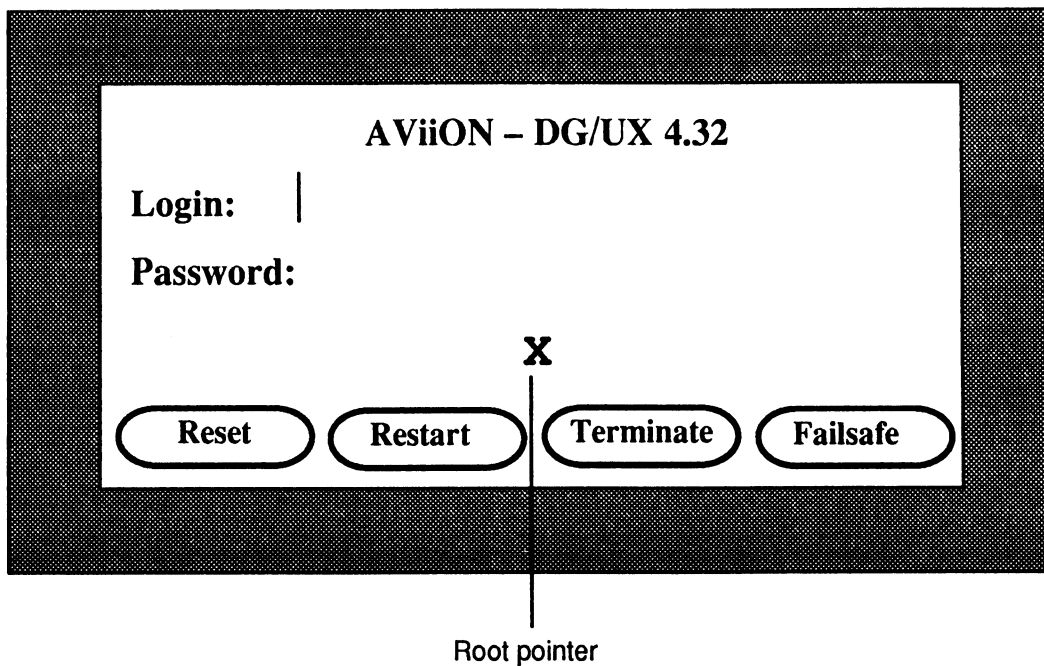 AViiON – DG/UX 4.32
Login:
Password:
X
Reset Restart Terminate Failsafe
Root pointer